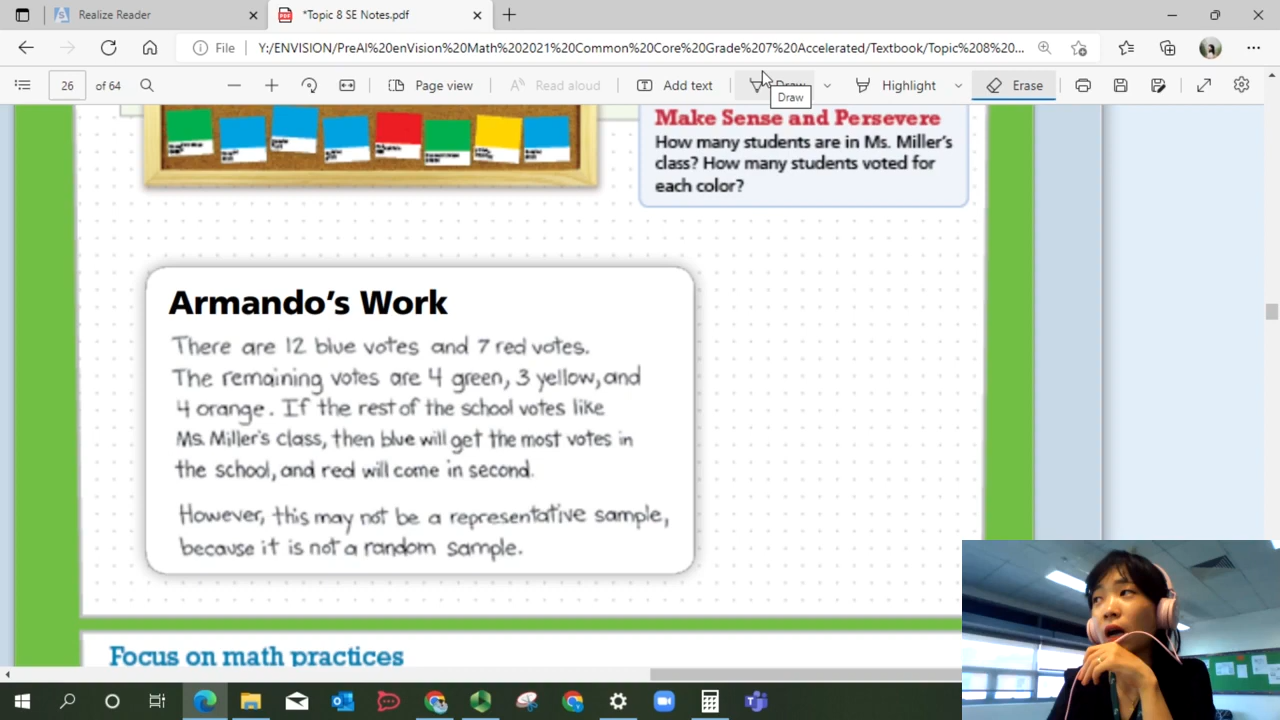 Realize Reader
*Topic 8 SE Notes.pdf
File
Y:/ENVISION/PreAl%20enVision%20Math%202021%20Common%20Core%20Grade%207%20Accelerated/Textbook/Topic%208%20...
26 of 64
Page view
Read aloud
Add text
Draw
Highlight
Erase
Draw
Make Sense and Persevere
How many students are in Ms. Miller's
class? How many students voted for
each color?
Armando's Work
There are 12 blue votes and 7 red votes.
The remaining votes are 4 green, 3 yellow, and
4 orange. If the rest of the school votes like
Ms. Miller's class, then blue will get the most votes in
the school, and red will come in second.
However, this may not be a representative sample,
because it is not a random sample.
Focus on math practices